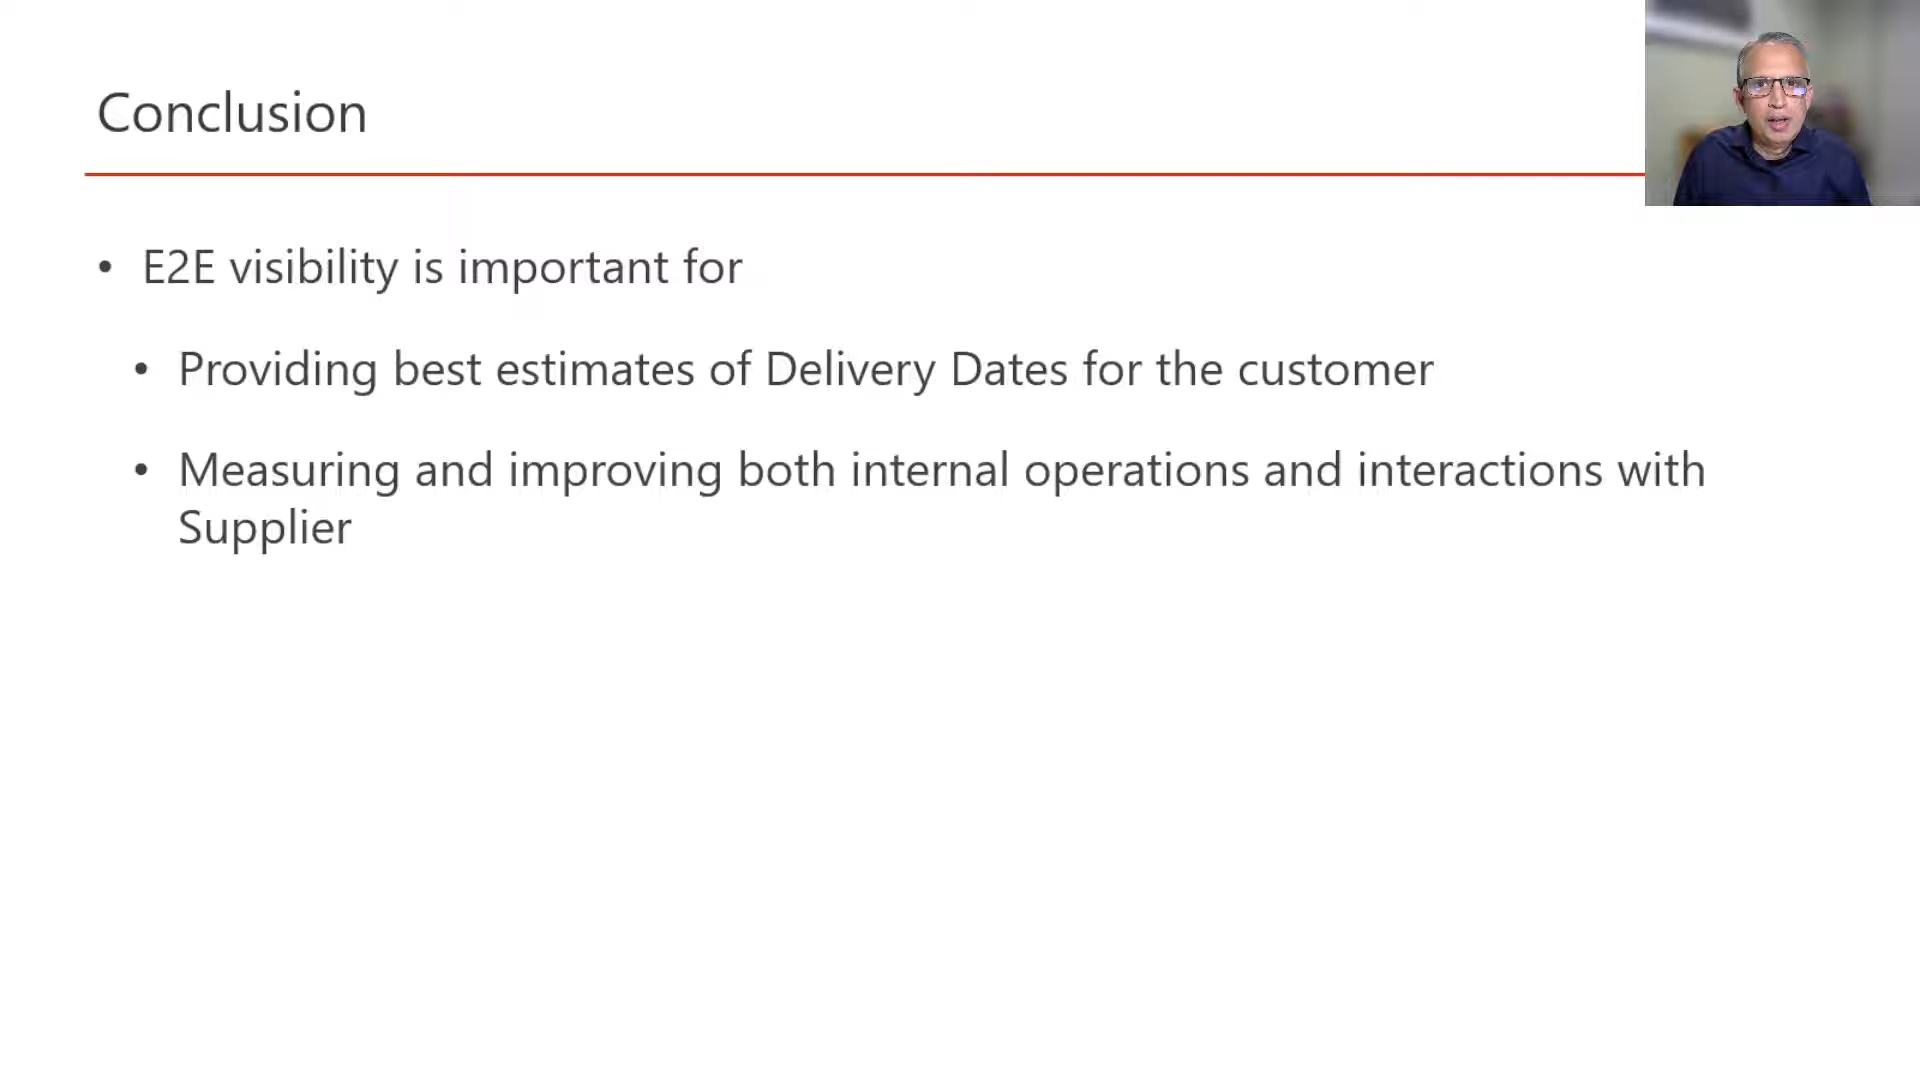 Conclusion
• E2E visibility is important for
• Providing best estimates of Delivery Dates for the customer
• Measuring and improving both internal operations and interactions with
Supplier